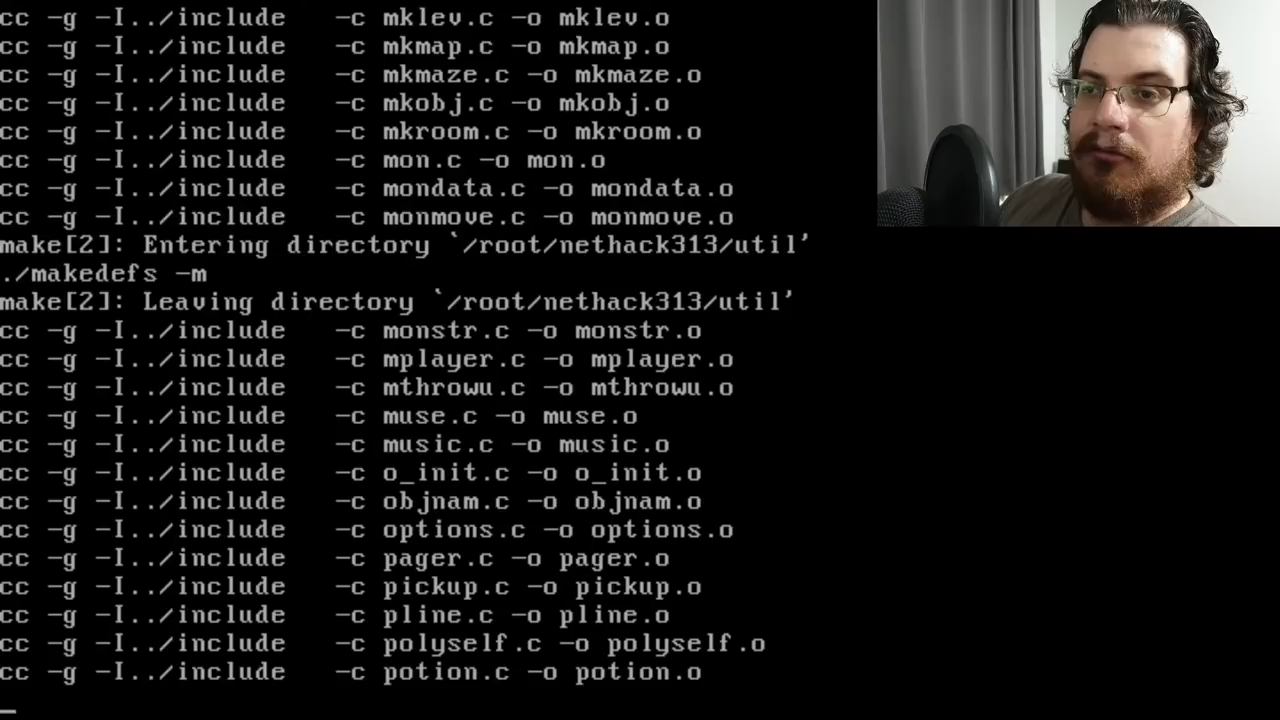 cc -g -I../include   -c mklev.c -o mklev.o
cc -g -I../include   -c mkmap.c -o mkmap.o
cc -g -I../include   -c mkmaze.c -o mkmaze.o
cc -g -I../include   -c mkobj.c -o mkobj.o
cc -g -I../include   -c mkroom.c -o mkroom.o
cc -g -I../include   -c mon.c -o mon.o
cc -g -I../include   -c mondata.c -o mondata.o
cc -g -I../include   -c monmove.c -o monmove.o
make[2]: Entering directory `/root/nethack313/util'
./makedefs -m
make[2]: Leaving directory `/root/nethack313/util'
cc -g -I../include   -c monstr.c -o monstr.o
cc -g -I../include   -c mplayer.c -o mplayer.o
cc -g -I../include   -c mthrowu.c -o mthrowu.o
cc -g -I../include   -c muse.c -o muse.o
cc -g -I../include   -c music.c -o music.o
cc -g -I../include   -c o_init.c -o o_init.o
cc -g -I../include   -c objnam.c -o objnam.o
cc -g -I../include   -c options.c -o options.o
cc -g -I../include   -c pager.c -o pager.o
cc -g -I../include   -c pickup.c -o pickup.o
cc -g -I../include   -c pline.c -o pline.o
cc -g -I../include   -c polyself.c -o polyself.o
cc -g -I../include   -c potion.c -o potion.o